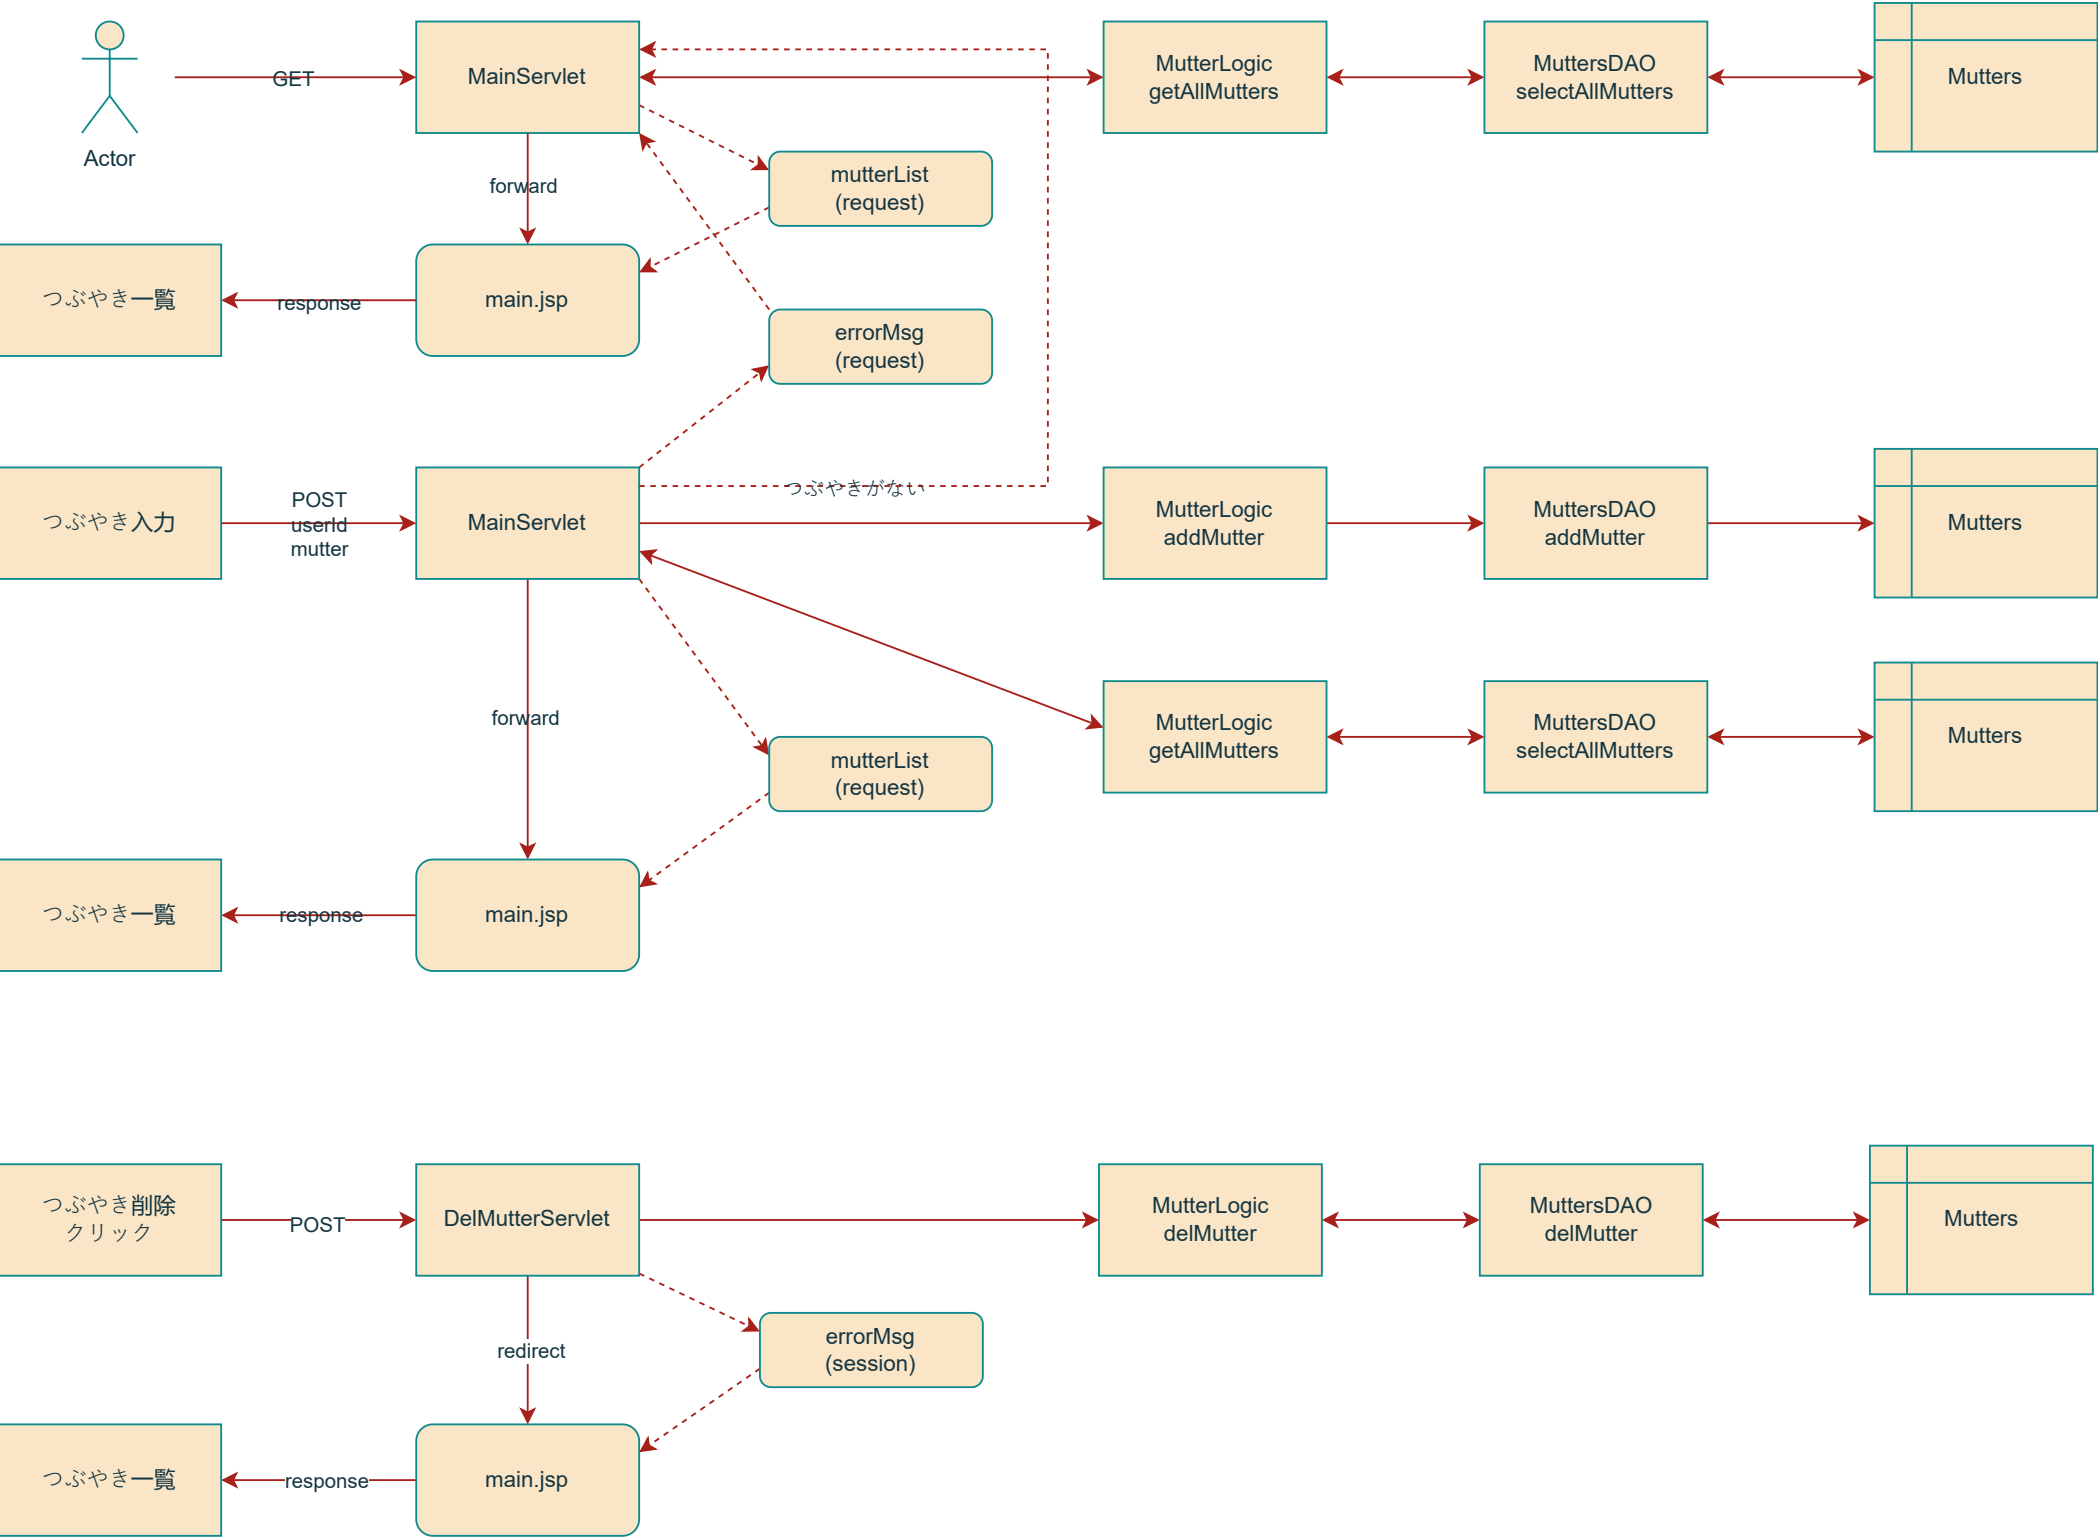 GET
MainServlet
MutterLogic
getAllMutters
MuttersDAO
selectAllMutters
Mutters
Actor
forward
mutterList
(request)
つぶやき一覧
response
main.jsp
errorMsg
(request)
つぶやき入力
POST
userId
mutter
MainServlet
つぶやきがない
MutterLogic
addMutter
MuttersDAO
addMutter
Mutters
forward
mutterList
(request)
MutterLogic
getAllMutters
MuttersDAO
selectAllMutters
Mutters
つぶやき一覧
response
main.jsp
つぶやき削除
クリック
POST
DelMutterServlet
MutterLogic
delMutter
MuttersDAO
delMutter
Mutters
redirect
errorMsg
(session)
つぶやき一覧
response
main.jsp